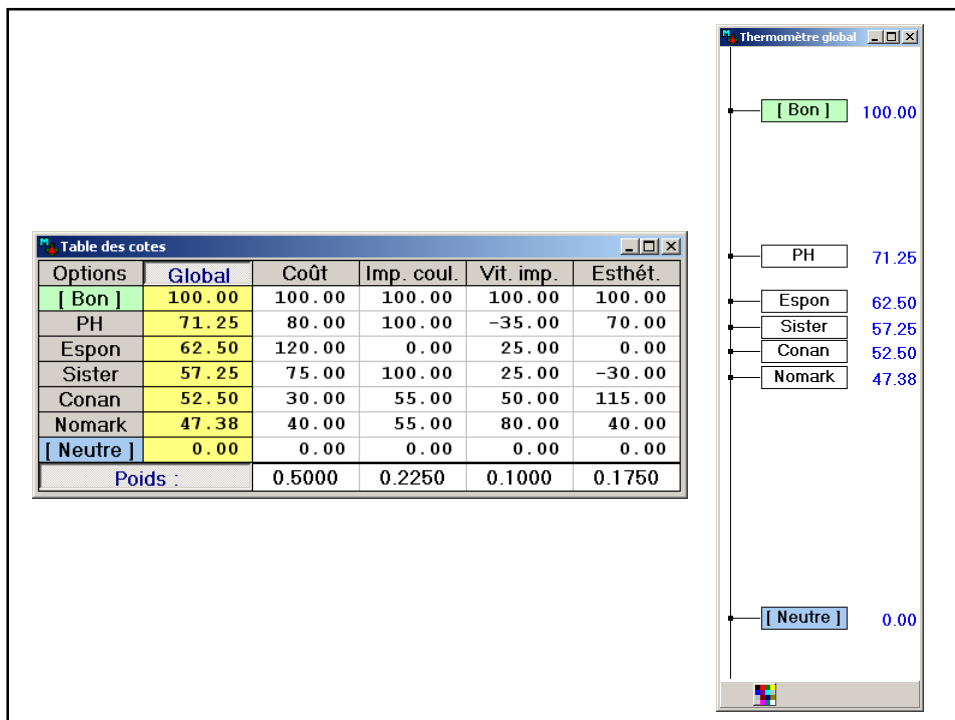 Table des cotes
Options Global Coût Imp. coul. Vit. imp. Esthét.
[ Bon ] 100.00 100.00 100.00 100.00 100.00
PH 71.25 80.00 100.00 -35.00 70.00
Espon 62.50 120.00 0.00 25.00 0.00
Sister 57.25 75.00 100.00 25.00 -30.00
Conan 52.50 30.00 55.00 50.00 115.00
Nomark 47.38 40.00 55.00 80.00 40.00
[ Neutre ] 0.00 0.00 0.00 0.00 0.00
Poids : 0.5000 0.2250 0.1000 0.1750
Thermomètre global
[ Bon ] 100.00
PH 71.25
Espon 62.50
Sister 57.25
Conan 52.50
Nomark 47.38
[ Neutre ] 0.00